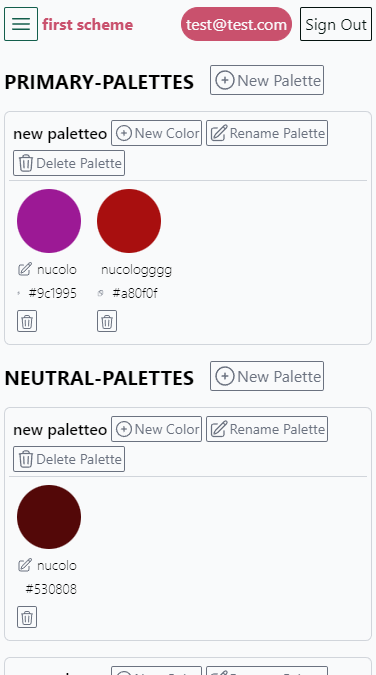 first scheme test@test.com Sign Out
PRIMARY-PALETTES New Palette
new paletteo New Color Rename Palette
Delete Palette
nucolo nucologggg
#9c1995 #a80f0f
NEUTRAL-PALETTES New Palette
new paletteo New Color Rename Palette
Delete Palette
nucolo
#530808